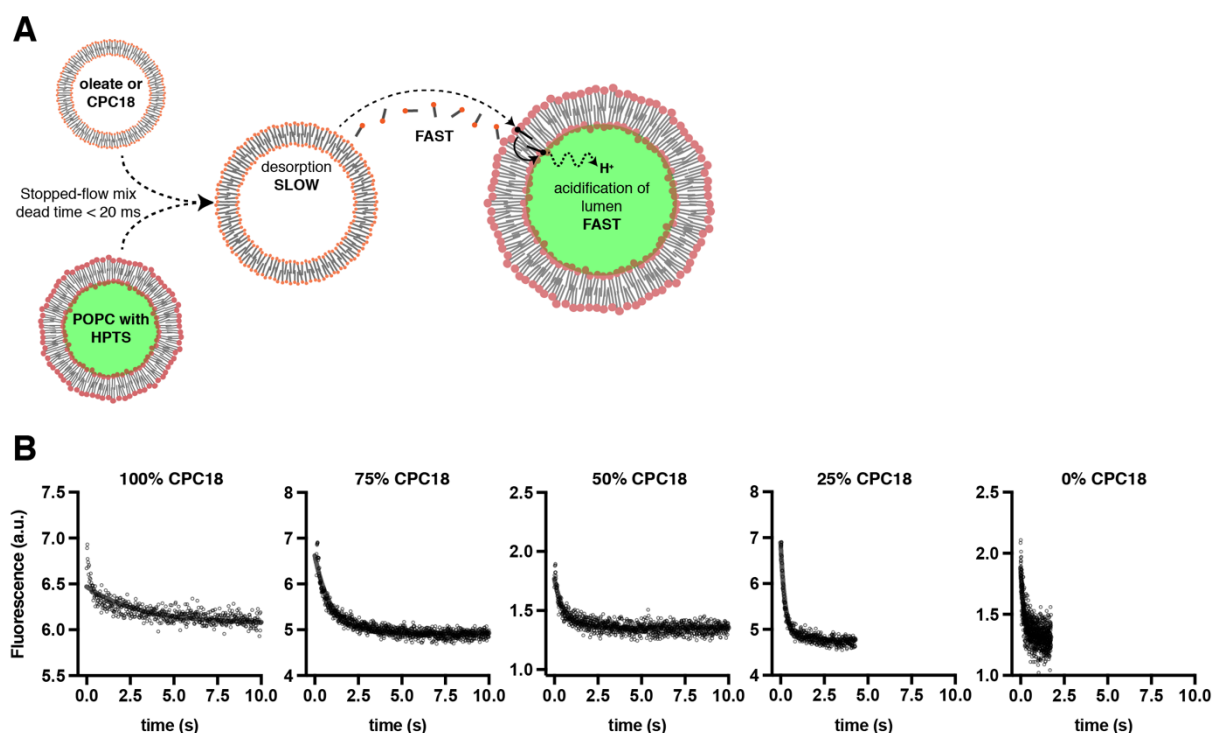 A
oleate or
CPC18
Stopped-flow mix
dead time < 20 ms
POPC with
HPTS
desorption
SLOW
FAST
H+
acidification of
lumen
FAST
B
100% CPC18
75% CPC18
50% CPC18
25% CPC18
0% CPC18
Fluorescence (a.u.)
7.5
7.0
6.5
6.0
5.5
0.0 2.5 5.0 7.5 10.0
time (s)
8
7
6
5
4
0.0 2.5 5.0 7.5 10.0
time (s)
2.5
2.0
1.5
1.0
0.0 2.5 5.0 7.5 10.0
time (s)
8
7
6
5
4
0.0 2.5 5.0 7.5 10.0
time (s)
2.5
2.0
1.5
1.0
0.0 2.5 5.0 7.5 10.0
time (s)